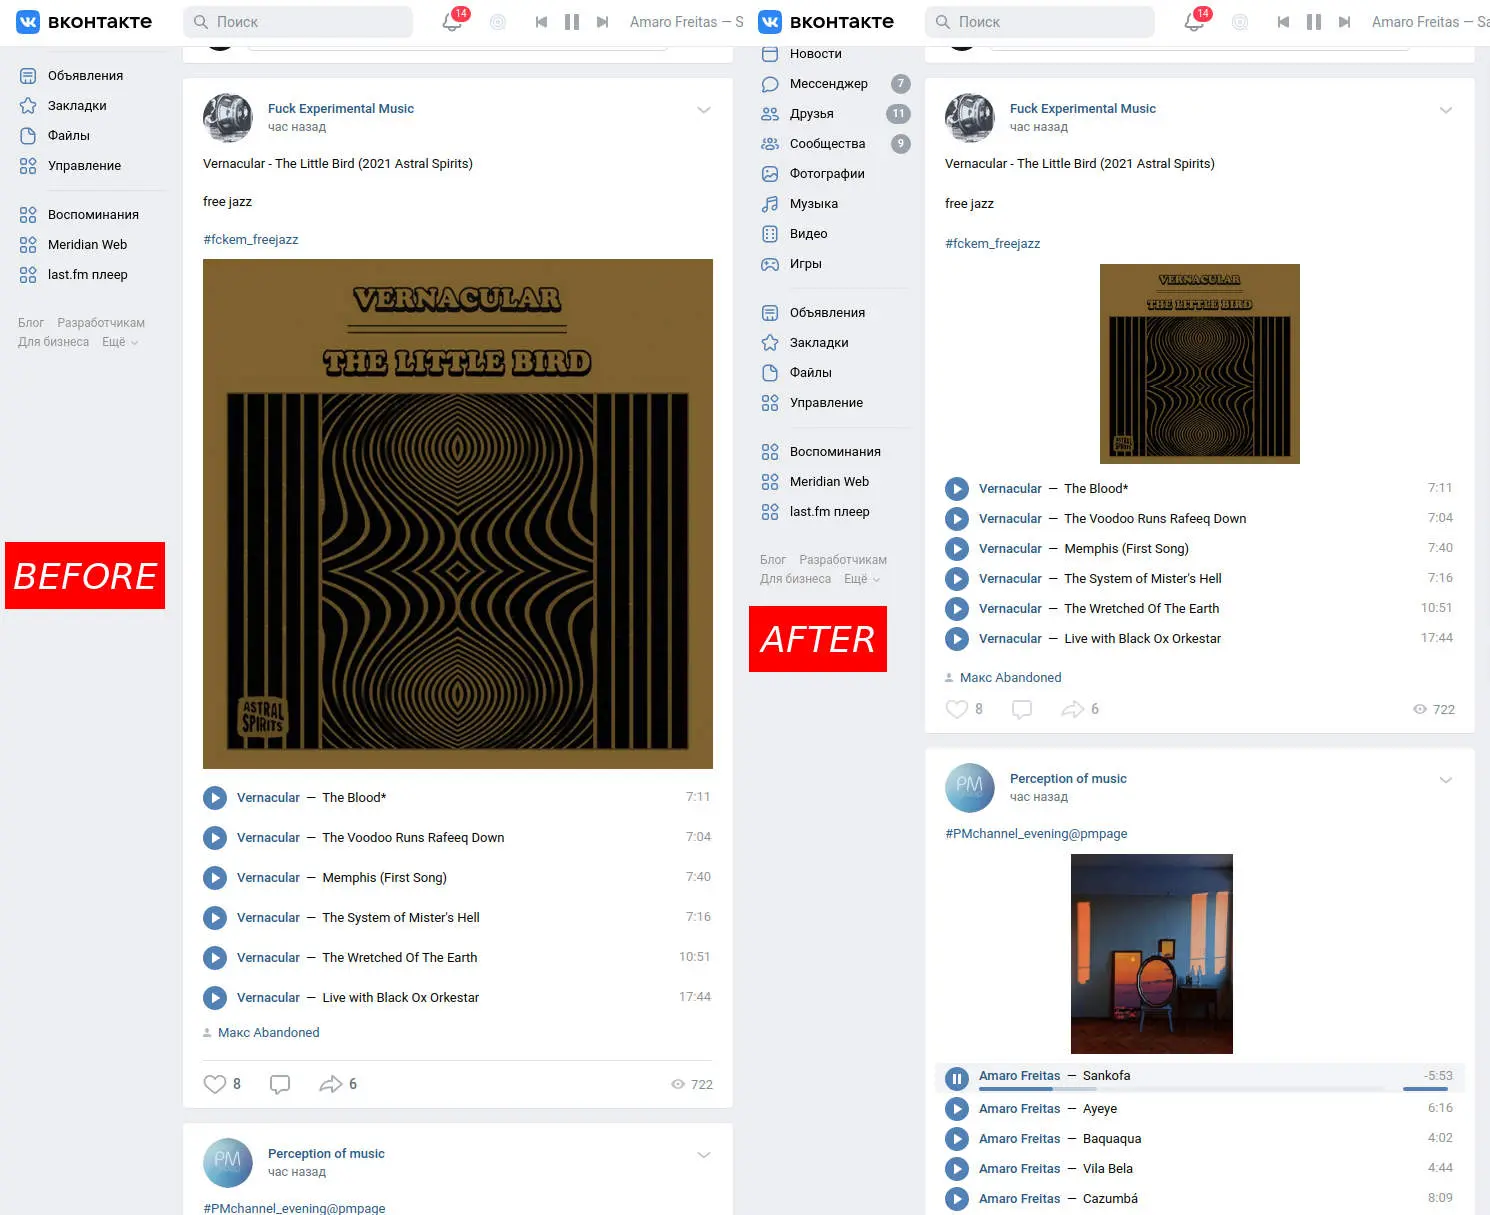 вконтакте
Поиск
14
Amaro Freitas — S
Объявления
Закладки
Файлы
Управление
Воспоминания
Meridian Web
last.fm плеер
Блог Разработчикам
Для бизнеса Ещё
BEFORE
Fuck Experimental Music
час назад
Vernacular - The Little Bird (2021 Astral Spirits)
free jazz
#fckem_freejazz
VERNACULAR
THE LITTLE BIRD
ASTRAL
SPIRITS
Vernacular — The Blood* 7:11
Vernacular — The Voodoo Runs Rafeeq Down 7:04
Vernacular — Memphis (First Song) 7:40
Vernacular — The System of Mister's Hell 7:16
Vernacular — The Wretched Of The Earth 10:51
Vernacular — Live with Black Ox Orkestar 17:44
Макс Abandoned
8 6 722
PM
Perception of music
час назад
#PMchannel_evening@pmpage
вконтакте
Поиск
14
Amaro Freitas — Sa
Новости
Мессенджер 7
Друзья 11
Сообщества 9
Фотографии
Музыка
Видео
Игры
Объявления
Закладки
Файлы
Управление
Воспоминания
Meridian Web
last.fm плеер
Блог Разработчикам
Для бизнеса Ещё
AFTER
Fuck Experimental Music
час назад
Vernacular - The Little Bird (2021 Astral Spirits)
free jazz
#fckem_freejazz
VERNACULAR
THE LITTLE BIRD
ASTRAL
SPIRITS
Vernacular — The Blood* 7:11
Vernacular — The Voodoo Runs Rafeeq Down 7:04
Vernacular — Memphis (First Song) 7:40
Vernacular — The System of Mister's Hell 7:16
Vernacular — The Wretched Of The Earth 10:51
Vernacular — Live with Black Ox Orkestar 17:44
Макс Abandoned
8 6 722
PM
Perception of music
час назад
#PMchannel_evening@pmpage
Amaro Freitas — Sankofa -5:53
Amaro Freitas — Ayeye 6:16
Amaro Freitas — Baquaqua 4:02
Amaro Freitas — Vila Bela 4:44
Amaro Freitas — Cazumbá 8:09